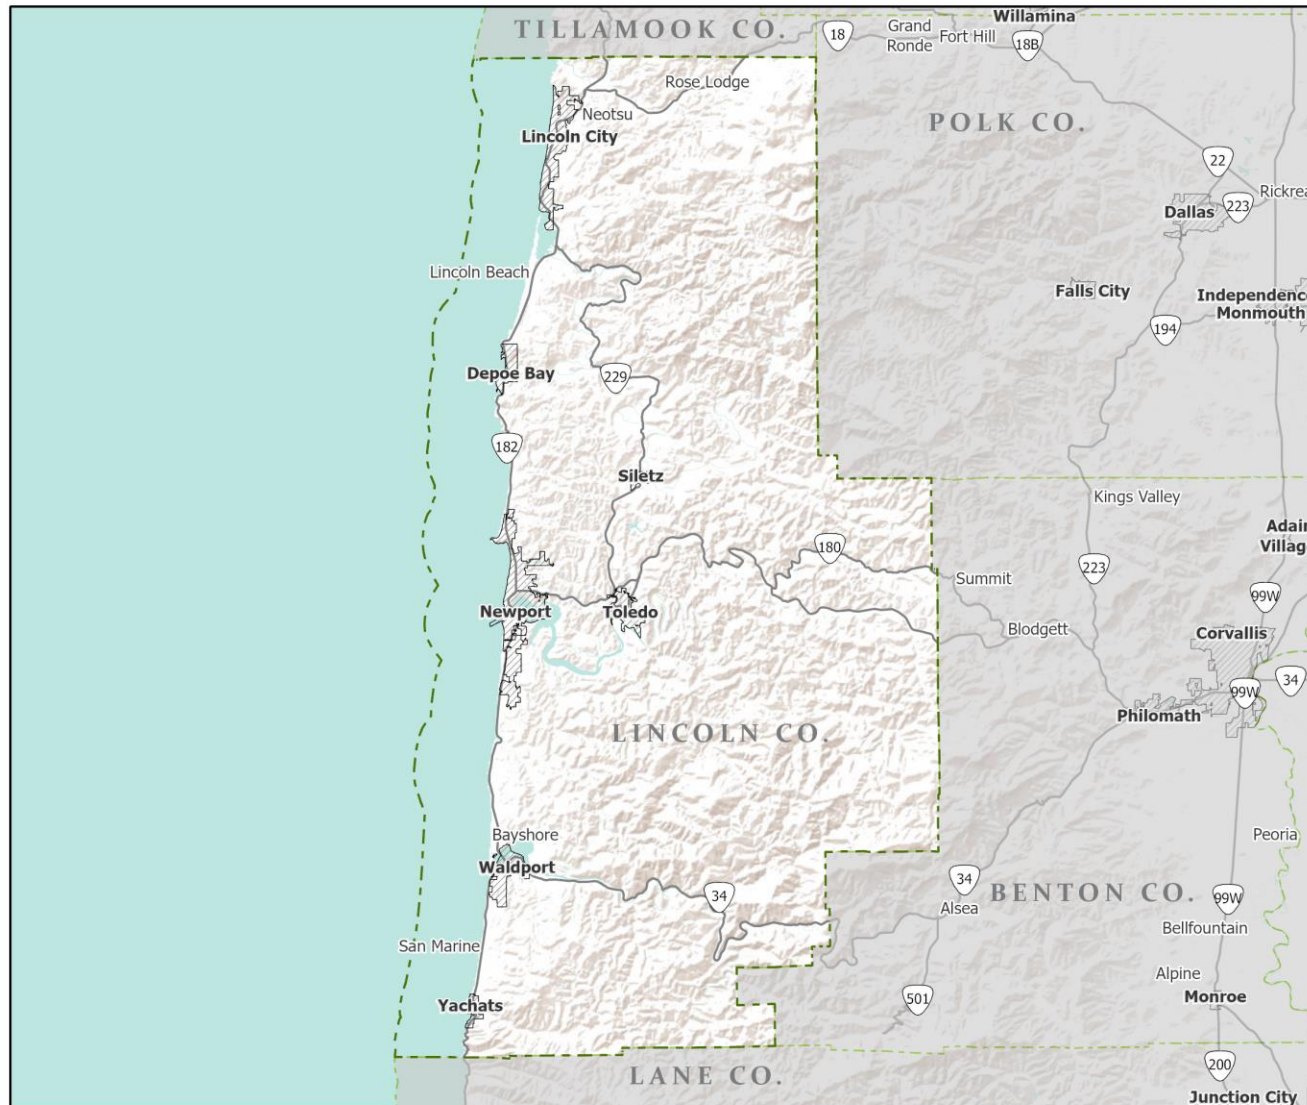 TILLAMOOK CO.
18
Grand
Ronde
Fort Hill
Willamina
18B
Rose Lodge
Neotsu
Lincoln City
POLK CO.
22
Rickrea
Dallas
223
Lincoln Beach
Falls City
Independence
Monmouth
194
Depoe Bay
229
182
Siletz
Kings Valley
Adair
Villag
180
223
Summit
99W
Newport
Toledo
Blodgett
Corvallis
34
99W
Philomath
LINCOLN CO.
Bayshore
Peoria
Waldport
34
34
BENTON CO.
99W
Alsea
Bellfountain
San Marine
Alpine
Yachats
501
Monroe
LANE CO.
200
Junction City